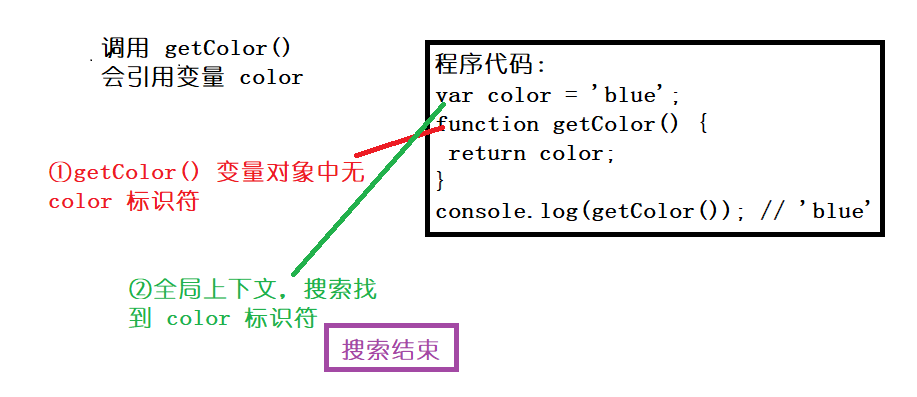 调用 getColor()
会引用变量 color
程序代码:
var color = 'blue';
function getColor() {
return color;
}
console.log(getColor()); // 'blue'
①getColor() 变量对象中无
color 标识符
②全局上下文，搜索找
到 color 标识符
搜索结束